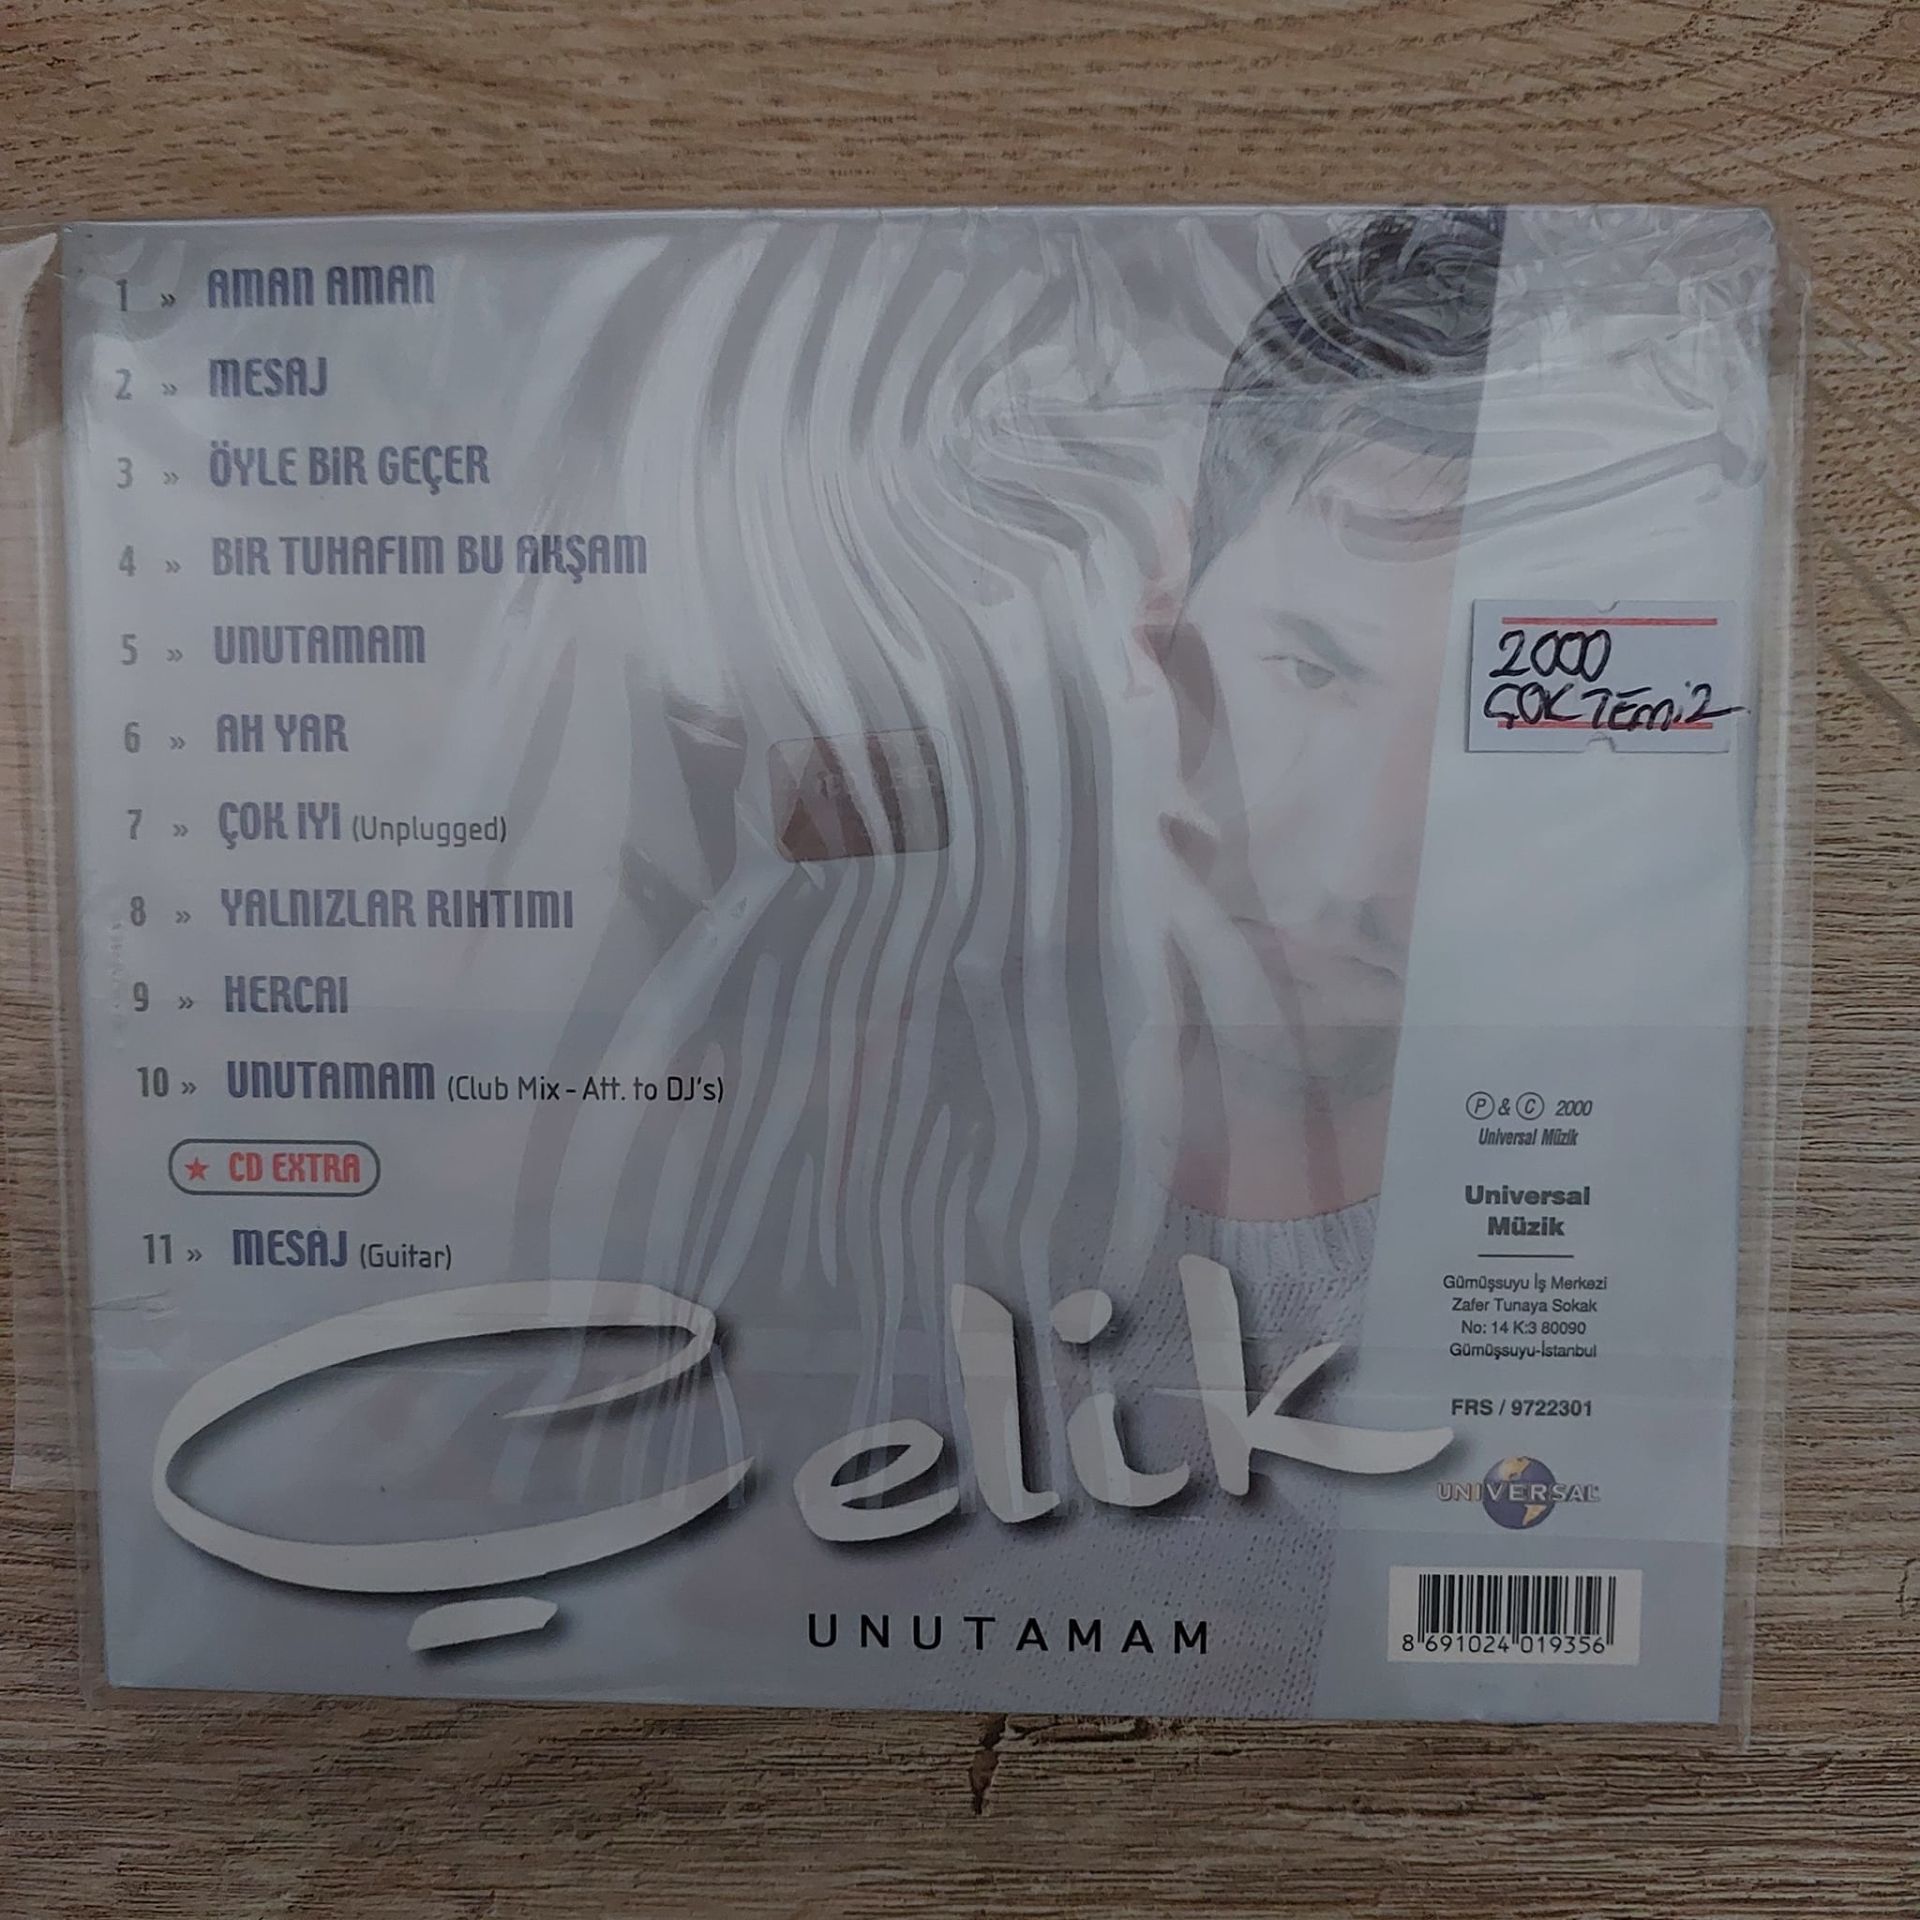 1 » AMAN AMAN
2 » MESAJ
3 » ÖYLE BİR GEÇER
4 » BİR TUHAFIM BU AKŞAM
5 » UNUTAMAM
6 » AH YAR
7 » ÇOK IYİ (Unplugged)
8 » YALNIZLAR RIHTIMI
9 » HERCAI
10 » UNUTAMAM (Club Mix - Att. to DJ's)
★ CD EXTRA
11 » MESAJ (Guitar)
Çelik
UNUTAMAM
2000
ÇOK TEMiZ
Ⓟ & Ⓒ 2000
Universal Müzik
Universal
Müzik
Gümüşsuyu İş Merkezi
Zafer Tunaya Sokak
No: 14 K:3 80090
Gümüşsuyu-İstanbul
FRS / 9722301
UNIVERSAL
8 691024 019356